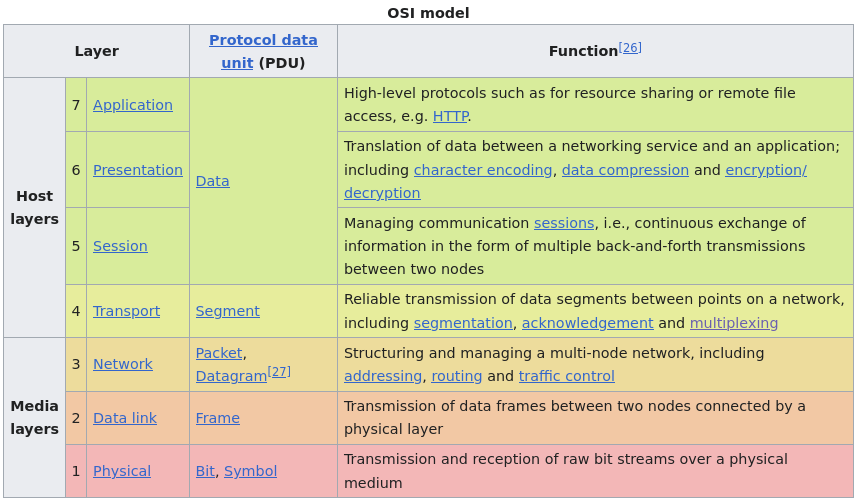 OSI model
Layer
Protocol data
unit (PDU)
Function[26]
Host
layers
7
Application
Data
High-level protocols such as for resource sharing or remote file
access, e.g. HTTP.
6
Presentation
Translation of data between a networking service and an application;
including character encoding, data compression and encryption/
decryption
5
Session
Managing communication sessions, i.e., continuous exchange of
information in the form of multiple back-and-forth transmissions
between two nodes
4
Transport
Segment
Reliable transmission of data segments between points on a network,
including segmentation, acknowledgement and multiplexing
Media
layers
3
Network
Packet,
Datagram[27]
Structuring and managing a multi-node network, including
addressing, routing and traffic control
2
Data link
Frame
Transmission of data frames between two nodes connected by a
physical layer
1
Physical
Bit, Symbol
Transmission and reception of raw bit streams over a physical
medium